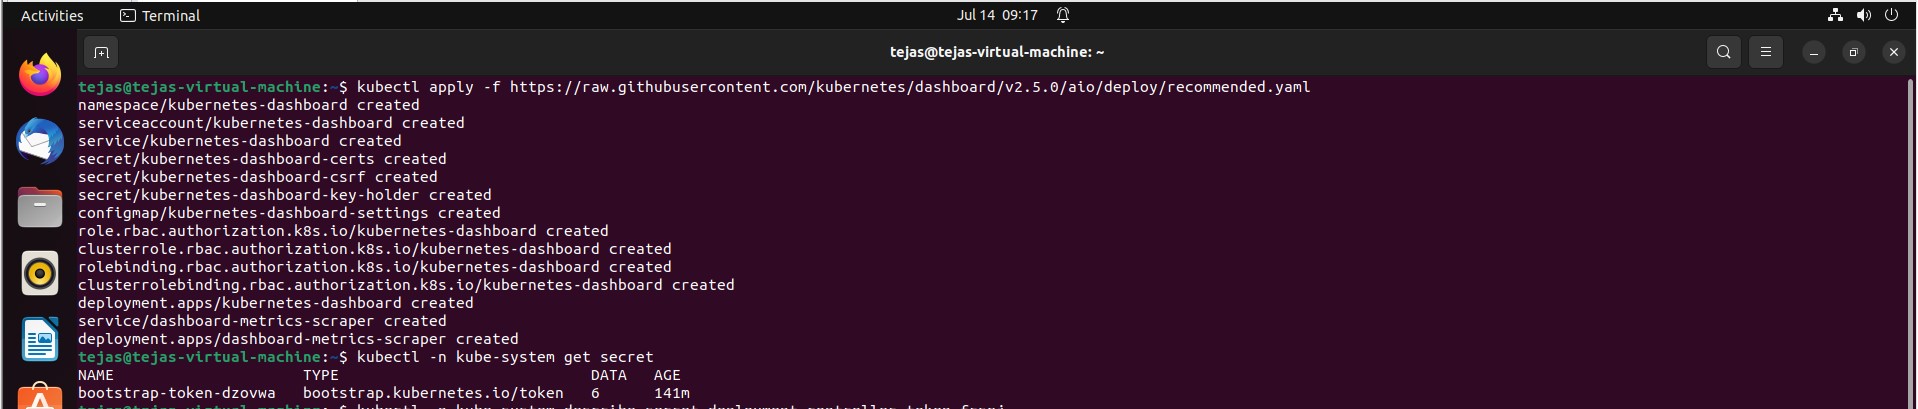 Activities Terminal Jul 14 09:17
tejas@tejas-virtual-machine: ~
tejas@tejas-virtual-machine:~$ kubectl apply -f https://raw.githubusercontent.com/kubernetes/dashboard/v2.5.0/aio/deploy/recommended.yaml
namespace/kubernetes-dashboard created
serviceaccount/kubernetes-dashboard created
service/kubernetes-dashboard created
secret/kubernetes-dashboard-certs created
secret/kubernetes-dashboard-csrf created
secret/kubernetes-dashboard-key-holder created
configmap/kubernetes-dashboard-settings created
role.rbac.authorization.k8s.io/kubernetes-dashboard created
clusterrole.rbac.authorization.k8s.io/kubernetes-dashboard created
rolebinding.rbac.authorization.k8s.io/kubernetes-dashboard created
clusterrolebinding.rbac.authorization.k8s.io/kubernetes-dashboard created
deployment.apps/kubernetes-dashboard created
service/dashboard-metrics-scraper created
deployment.apps/dashboard-metrics-scraper created
tejas@tejas-virtual-machine:~$ kubectl -n kube-system get secret
NAME TYPE DATA AGE
bootstrap-token-dzovwa bootstrap.kubernetes.io/token 6 141m